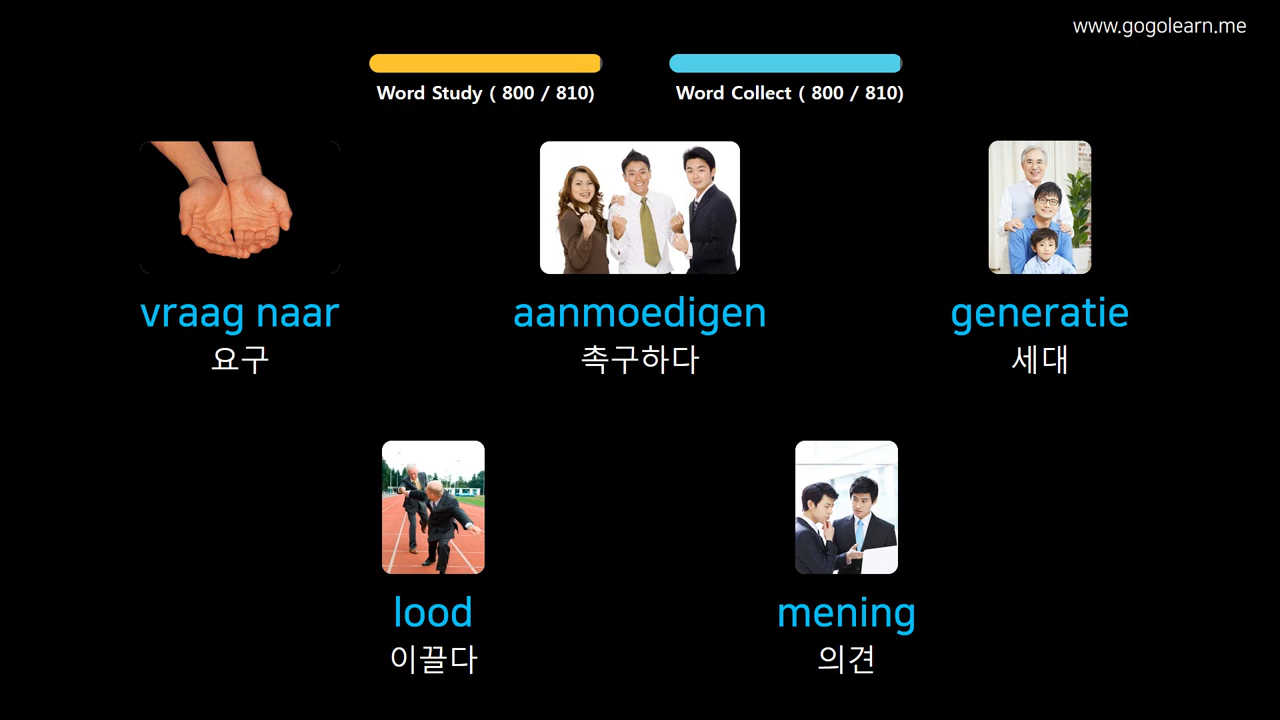 www.gogolearn.me
Word Study ( 800 / 810)
Word Collect ( 800 / 810)
vraag naar
요구
aanmoedigen
촉구하다
generatie
세대
lood
이끌다
mening
의견